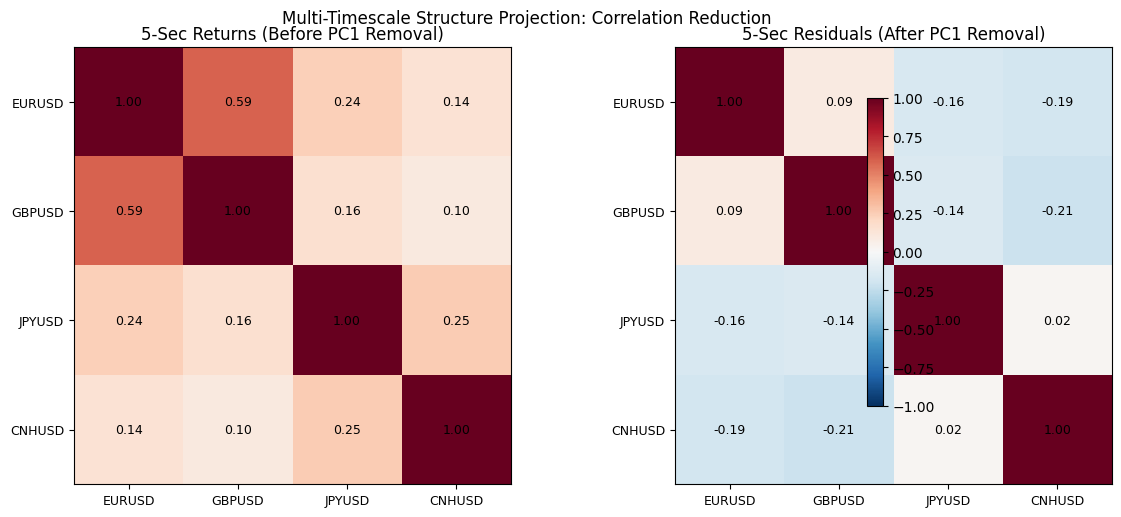 Multi-Timescale Structure Projection: Correlation Reduction
5-Sec Returns (Before PC1 Removal)
EURUSD 1.00 0.59 0.24 0.14
GBPUSD 0.59 1.00 0.16 0.10
JPYUSD 0.24 0.16 1.00 0.25
CNHUSD 0.14 0.10 0.25 1.00
EURUSD GBPUSD JPYUSD CNHUSD
5-Sec Residuals (After PC1 Removal)
EURUSD 1.00 0.09 -0.16 -0.19
GBPUSD 0.09 1.00 -0.14 -0.21
JPYUSD -0.16 -0.14 1.00 0.02
CNHUSD -0.19 -0.21 0.02 1.00
EURUSD GBPUSD JPYUSD CNHUSD
1.00
0.75
0.50
0.25
0.00
−0.25
−0.50
−0.75
−1.00